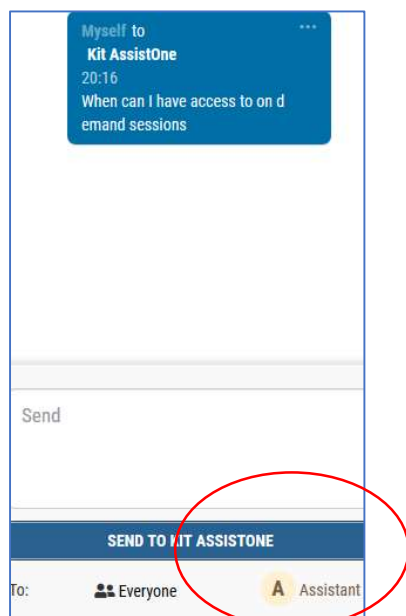 Myself to ...
Kit AssistOne
20:16
When can I have access to on d
emand sessions
Send
SEND TO KIT ASSISTONE
To: Everyone A Assistant